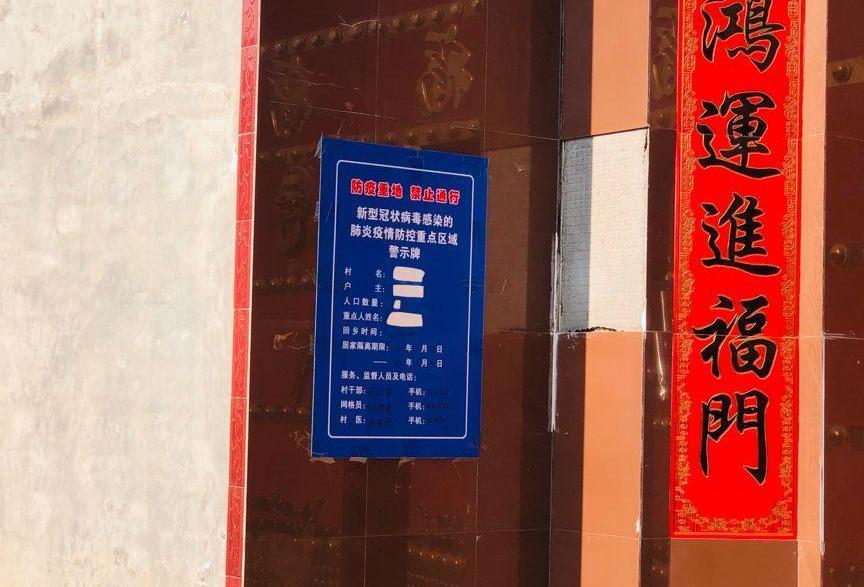 防疫重地 禁止通行
新型冠状病毒感染的
肺炎疫情防控重点区域
警示牌
村 名:
户 主:
人口数量:
重点人姓名:
回乡时间:
居家隔离期限: 年 月 日
—— 年 月 日
服务、监督人员及电话:
村干部: 手机:
网格员: 手机:
村 医: 手机:
鸿運進福門